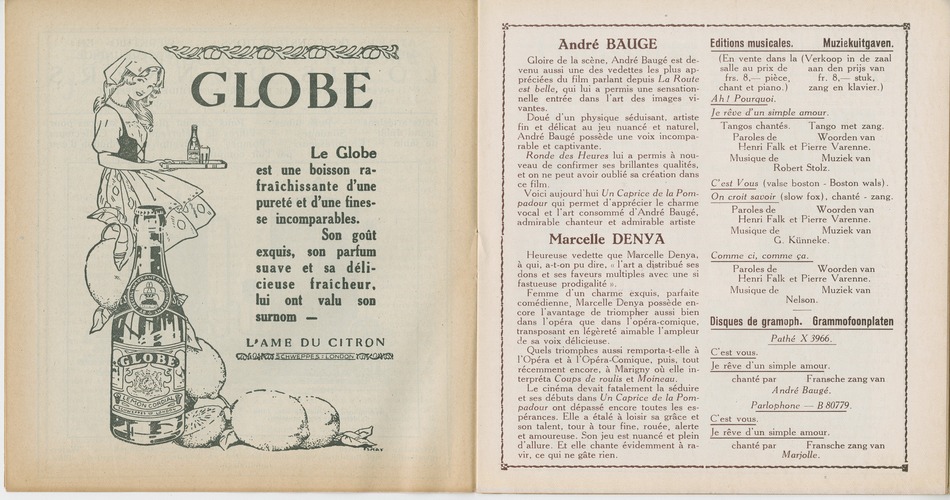 GLOBE
Le Globe
est une boisson ra-
fraîchissante d'une
pureté et d'une fines-
se incomparables.
Son goût
exquis, son parfum
suave et sa déli-
cieuse fraîcheur,
lui ont valu son
surnom —
L'AME DU CITRON
SCHWEPPES : LONDON
GLOBE
André BAUGE
Gloire de la scène, André Baugé est de-
venu aussi une des vedettes les plus ap-
préciées du film parlant depuis La Route
est belle, qui lui a permis une sensation-
nelle entrée dans l'art des images vi-
vantes.
Doué d'un physique séduisant, artiste
fin et délicat au jeu nuancé et naturel,
André Baugé possède une voix incompa-
rable et captivante.
Ronde des Heures lui a permis à nou-
veau de confirmer ses brillantes qualités,
et on ne peut avoir oublié sa création dans
ce film.
Voici aujourd'hui Un Caprice de la Pom-
padour qui permet d'apprécier le charme
vocal et l'art consommé d'André Baugé,
admirable chanteur et admirable artiste
Marcelle DENYA
Heureuse vedette que Marcelle Denya,
à qui, a-t-on pu dire, « l'art a distribué ses
dons et ses faveurs multiples avec une si
fastueuse prodigalité ».
Femme d'un charme exquis, parfaite
comédienne, Marcelle Denya possède en-
core l'avantage de triompher aussi bien
dans l'opéra que dans l'opéra-comique,
transposant en légèreté aimable l'ampleur
de sa voix délicieuse.
Quels triomphes aussi remporta-t-elle à
l'Opéra et à l'Opéra-Comique, puis, tout
récemment encore, à Marigny où elle in-
terpréta Coups de roulis et Moineau.
Le cinéma devait fatalement la séduire
et ses débuts dans Un Caprice de la Pom-
padour ont dépassé encore toutes les es-
pérances. Elle a étalé à loisir sa grâce et
son talent, tour à tour fine, rouée, alerte
et amoureuse. Son jeu est nuancé et plein
d'allure. Et elle chante évidemment à ra-
vir, ce qui ne gâte rien.
Editions musicales. Muziekuitgaven.
(En vente dans la (Verkoop in de zaal
salle au prix de aan den prijs van
frs. 8,— pièce, fr. 8,— stuk,
chant et piano.) zang en klavier.)
Ah ! Pourquoi.
Je rêve d'un simple amour.
Tangos chantés. Tango met zang.
Paroles de Woorden van
Henri Falk et Pierre Varenne.
Musique de Muziek van
Robert Stolz.
C'est Vous (valse boston - Boston wals).
On croit savoir (slow fox), chanté - zang.
Paroles de Woorden van
Henri Falk et Pierre Varenne.
Musique de Muziek van
G. Künneke.
Comme ci, comme ça.
Paroles de Woorden van
Henri Falk et Pierre Varenne.
Musique de Muziek van
Nelson.
Disques de gramoph. Grammofoonplaten
Pathé X 3966.
C'est vous.
Je rêve d'un simple amour.
chanté par Fransche zang van
André Baugé.
Parlophone — B 80779.
C'est vous.
Je rêve d'un simple amour.
chanté par Fransche zang van
Marjolle.